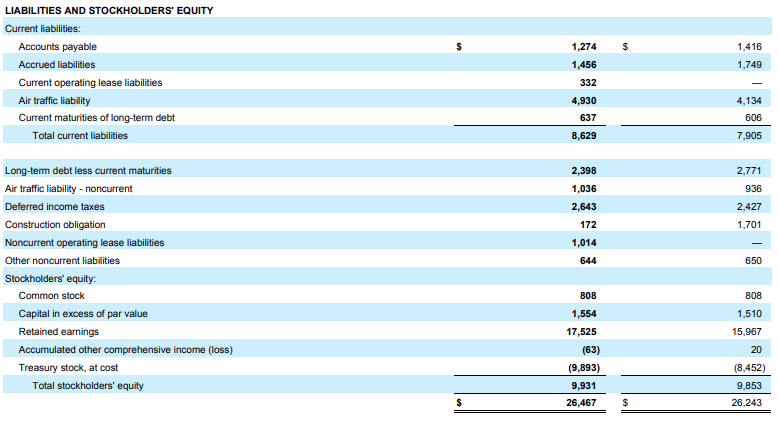 LIABILITIES AND STOCKHOLDERS' EQUITY
Current liabilities:
Accounts payable $ 1,274 $ 1,416
Accrued liabilities 1,456 1,749
Current operating lease liabilities 332 —
Air traffic liability 4,930 4,134
Current maturities of long-term debt 637 606
Total current liabilities 8,629 7,905
Long-term debt less current maturities 2,398 2,771
Air traffic liability - noncurrent 1,036 936
Deferred income taxes 2,643 2,427
Construction obligation 172 1,701
Noncurrent operating lease liabilities 1,014 —
Other noncurrent liabilities 644 650
Stockholders' equity:
Common stock 808 808
Capital in excess of par value 1,554 1,510
Retained earnings 17,525 15,967
Accumulated other comprehensive income (loss) (63) 20
Treasury stock, at cost (9,893) (8,452)
Total stockholders' equity 9,931 9,853
$ 26,467 $ 26,243